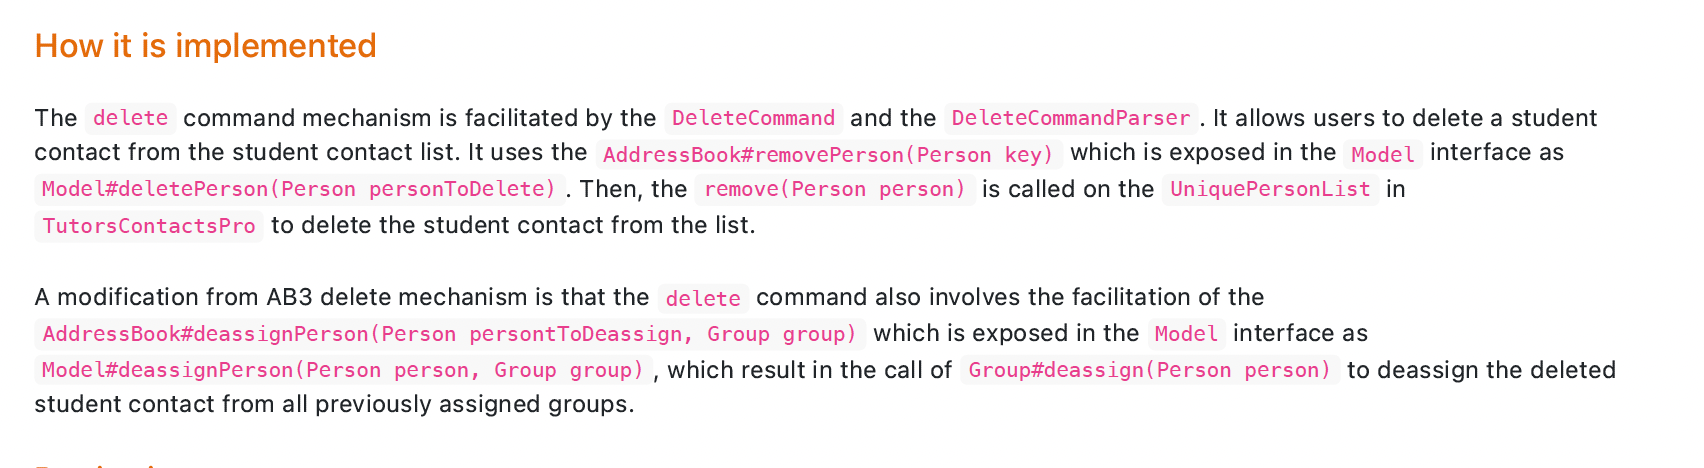 How it is implemented
The delete command mechanism is facilitated by the DeleteCommand and the DeleteCommandParser. It allows users to delete a student
contact from the student contact list. It uses the AddressBook#removePerson(Person key) which is exposed in the Model interface as
Model#deletePerson(Person personToDelete). Then, the remove(Person person) is called on the UniquePersonList in
TutorsContactsPro to delete the student contact from the list.
A modification from AB3 delete mechanism is that the delete command also involves the facilitation of the
AddressBook#deassignPerson(Person persontToDeassign, Group group) which is exposed in the Model interface as
Model#deassignPerson(Person person, Group group), which result in the call of Group#deassign(Person person) to deassign the deleted
student contact from all previously assigned groups.